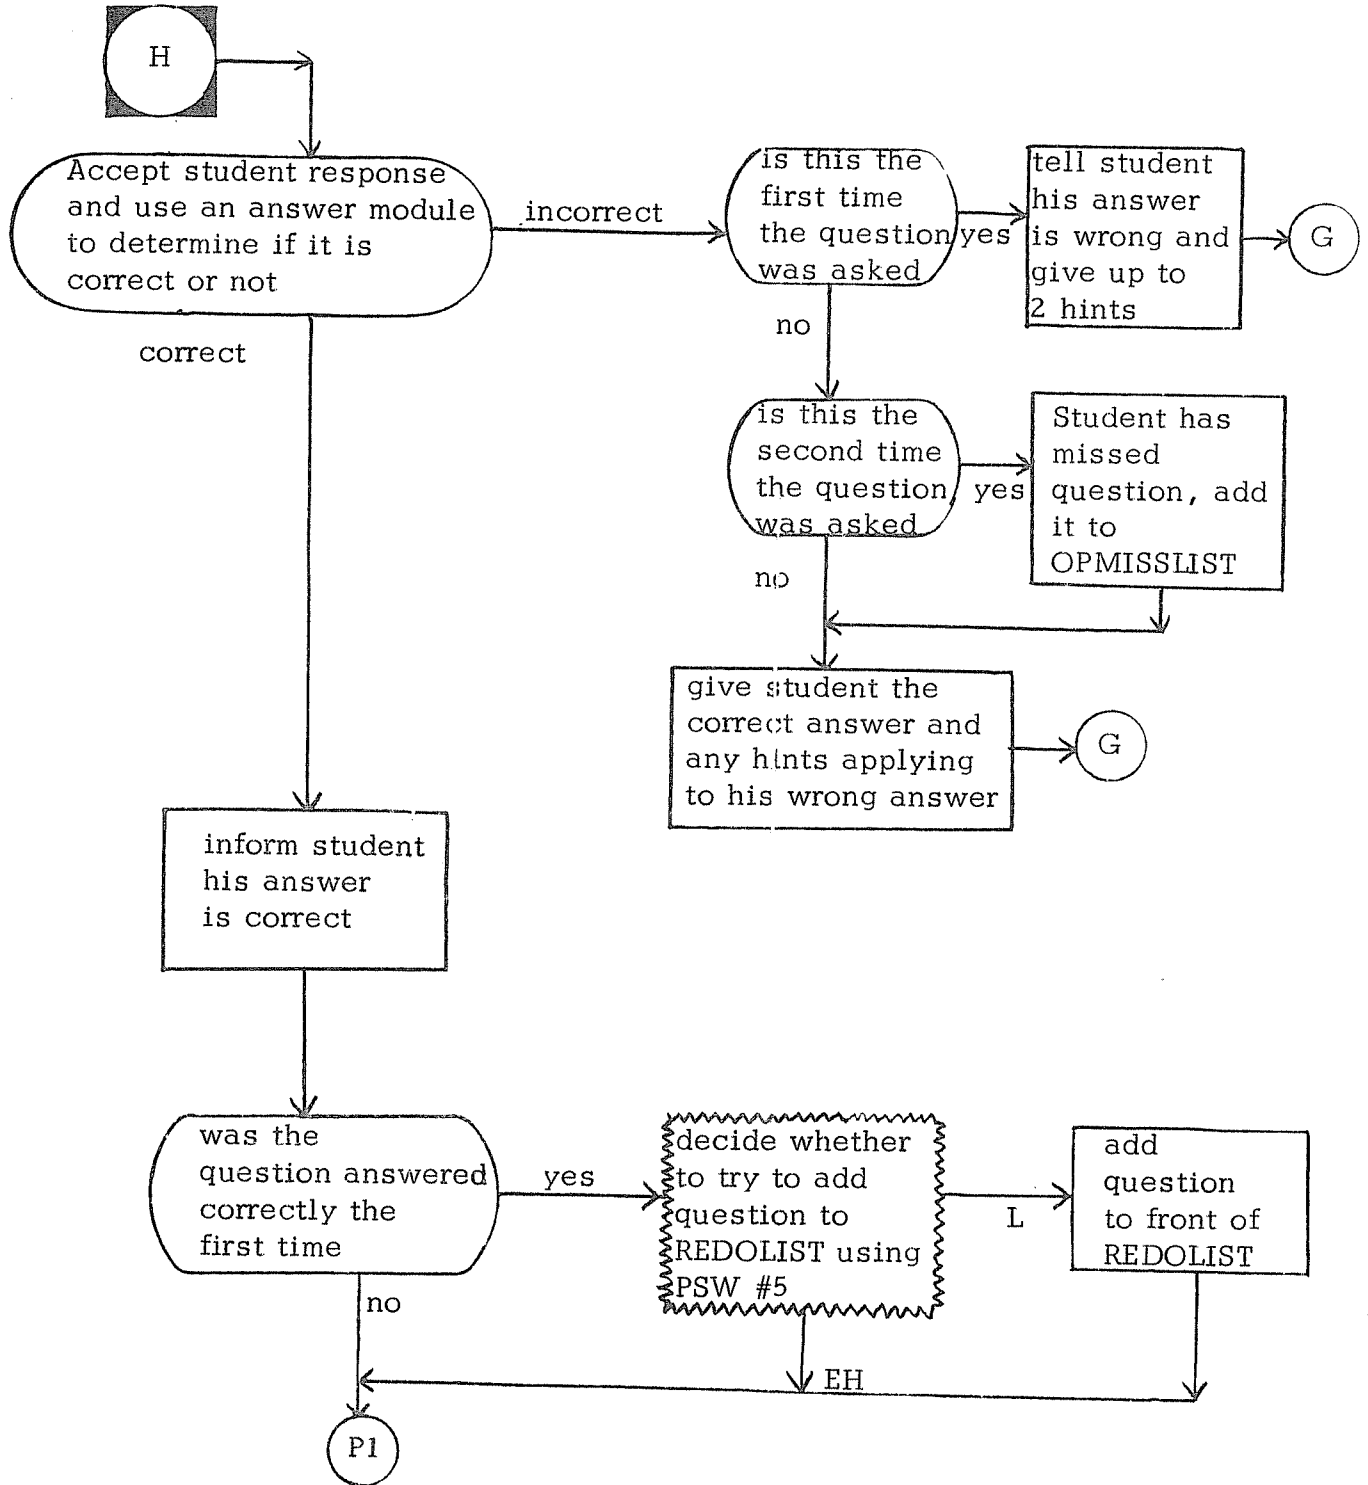 H
Accept student response
and use an answer module
to determine if it is
correct or not
incorrect
is this the
first time
the question
was asked
yes
tell student
his answer
is wrong and
give up to
2 hints
G
correct
no
is this the
second time
the question
was asked
yes
Student has
missed
question, add
it to
OPMISSLIST
no
give student the
correct answer and
any hints applying
to his wrong answer
G
inform student
his answer
is correct
was the
question answered
correctly the
first time
yes
decide whether
to try to add
question to
REDOLIST using
PSW #5
L
add
question
to front of
REDOLIST
no
EH
P1